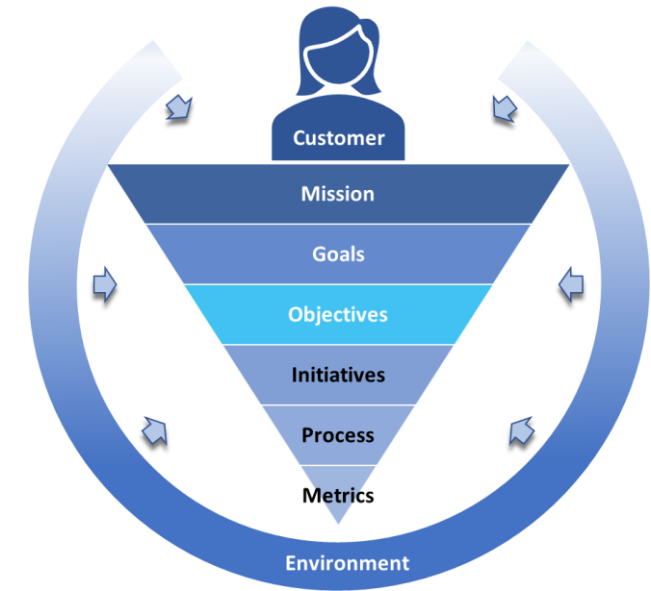 Customer
Mission
Goals
Objectives
Initiatives
Process
Metrics
Environment